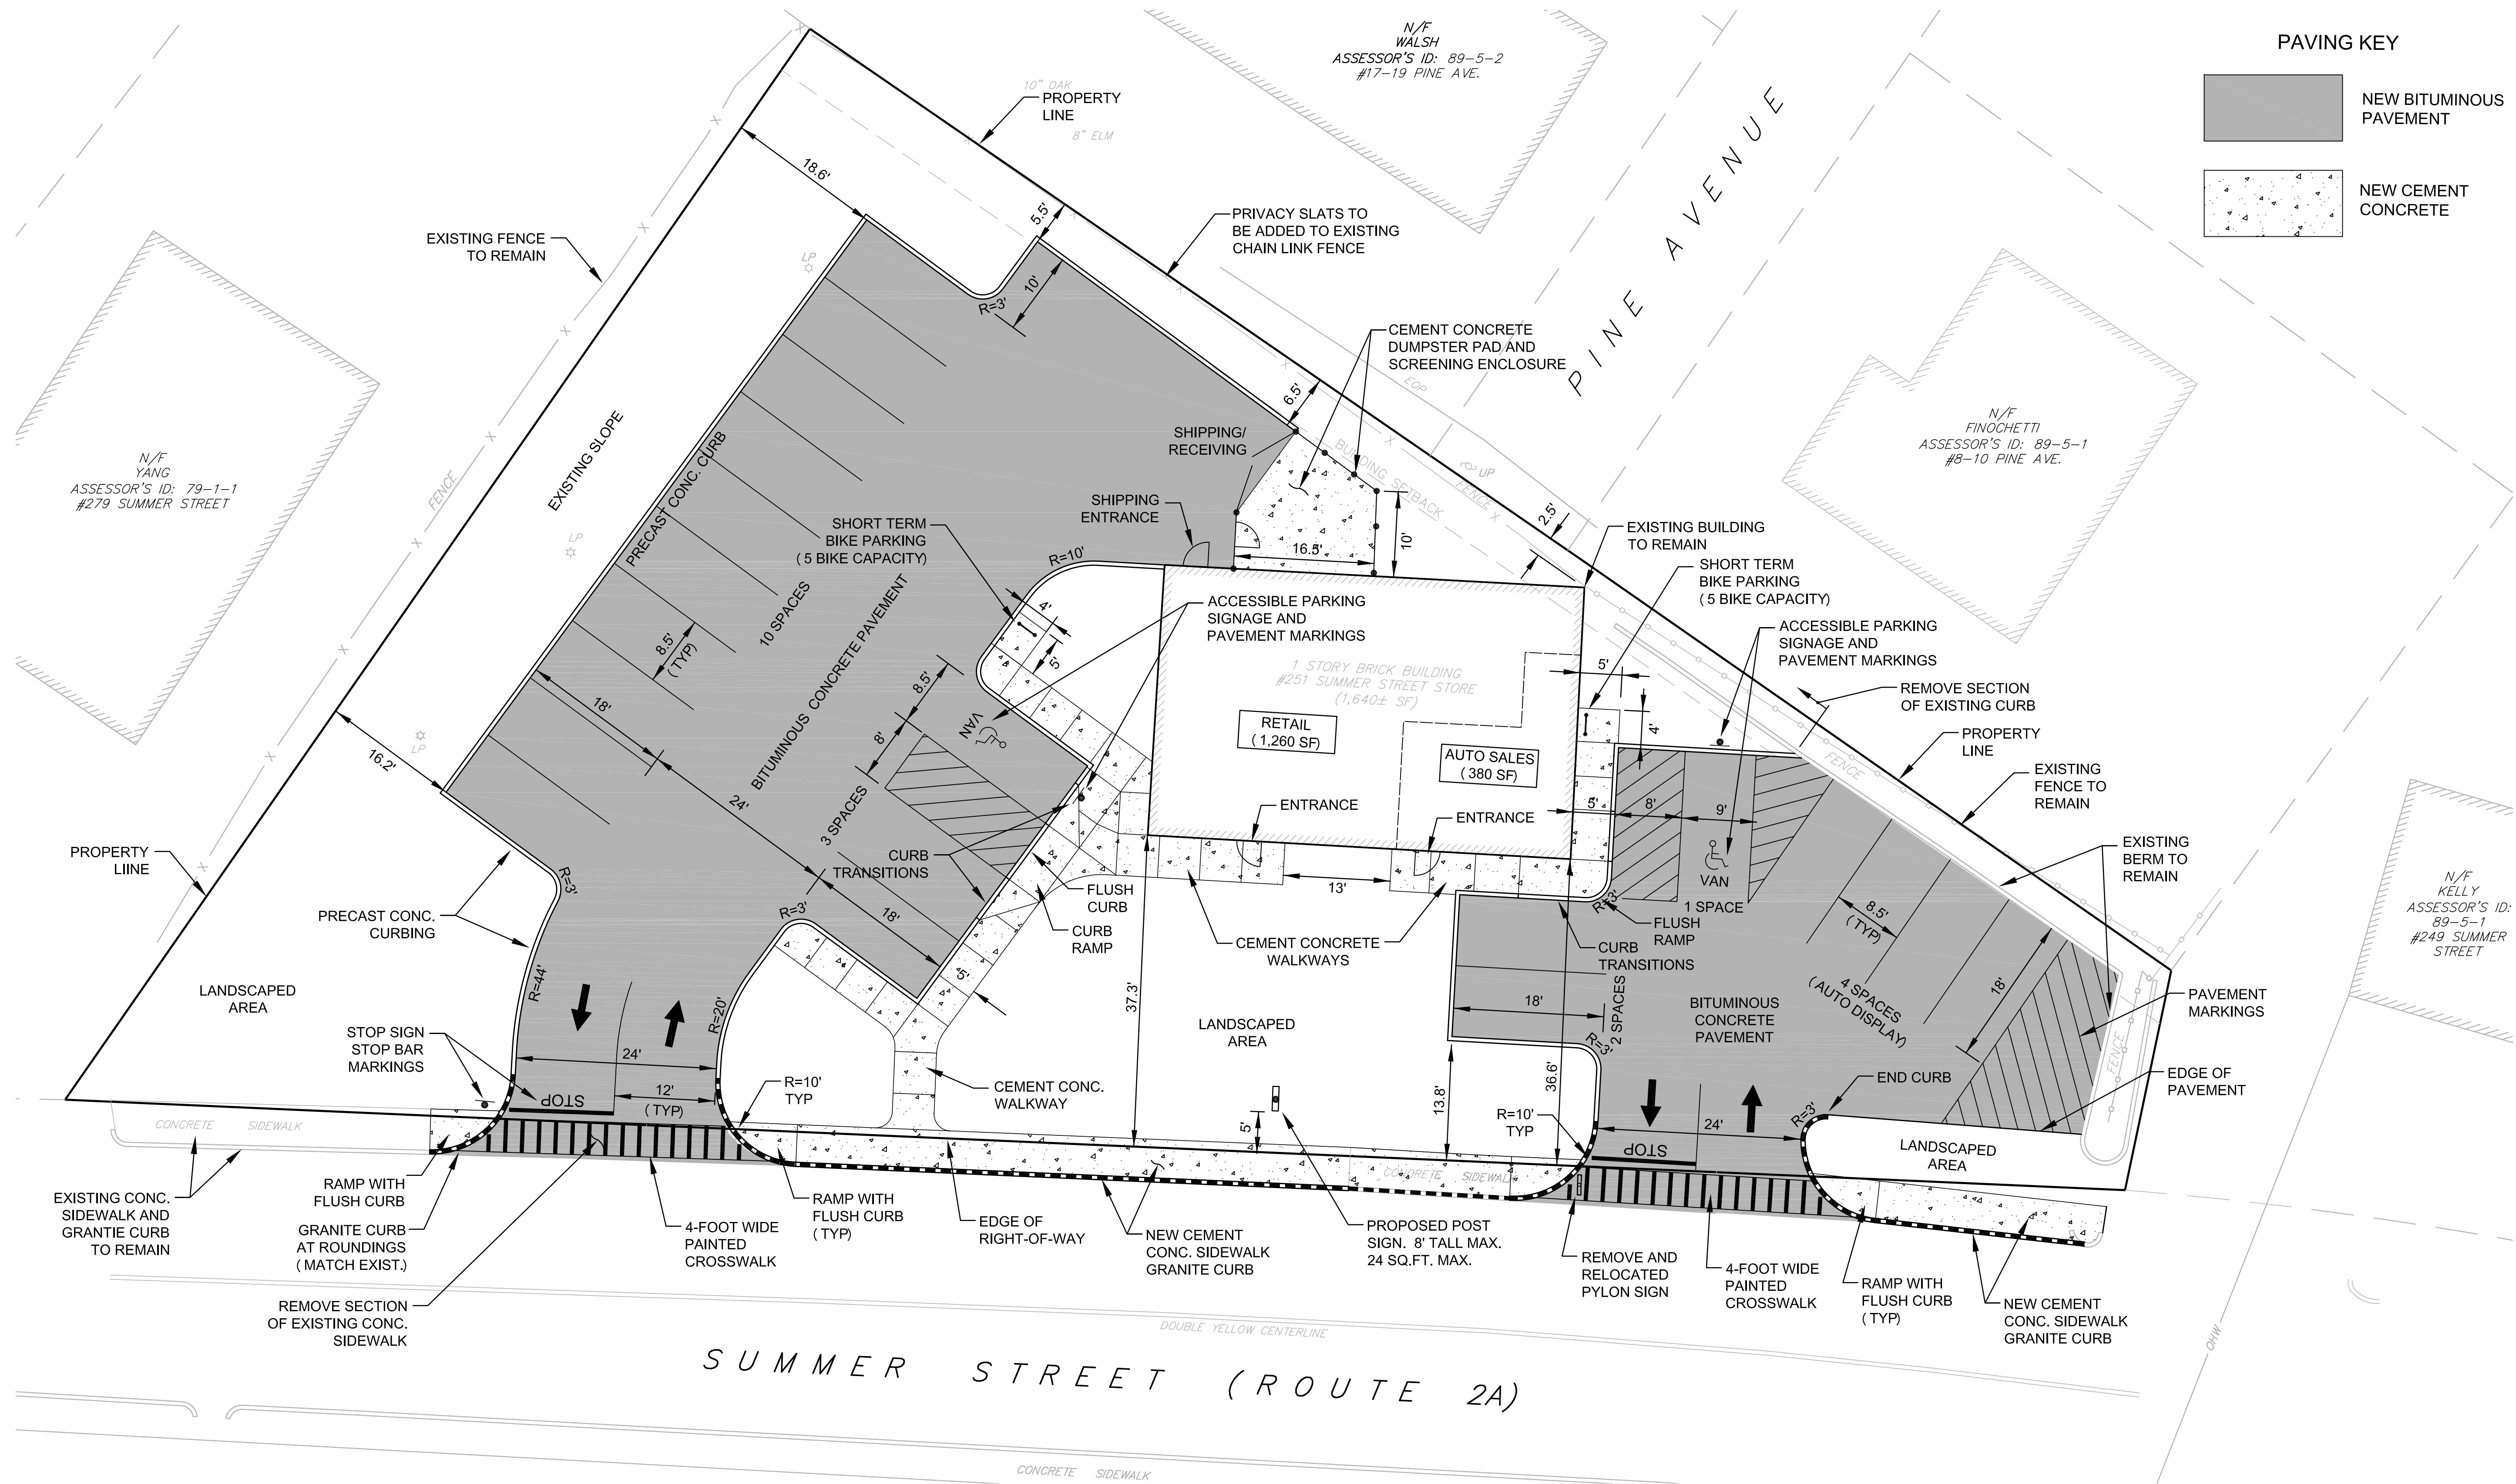 N/F
WALSH
ASSESSOR'S ID: 89-5-2
#17-19 PINE AVE.
PAVING KEY
NEW BITUMINOUS
PAVEMENT
NEW CEMENT
CONCRETE
10" OAK
PROPERTY
LINE
8" ELM
PINE AVENUE
18.6'
5.5'
PRIVACY SLATS TO
BE ADDED TO EXISTING
CHAIN LINK FENCE
EXISTING FENCE
TO REMAIN
LP
R=3'
10'
CEMENT CONCRETE
DUMPSTER PAD AND
SCREENING ENCLOSURE
EOP
6.5'
N/F
FINOCHETTI
ASSESSOR'S ID: 89-5-1
#8-10 PINE AVE.
N/F
YANG
ASSESSOR'S ID: 79-1-1
#279 SUMMER STREET
FENCE
EXISTING SLOPE
PRECAST CONC. CURB
SHIPPING/
RECEIVING
BUILDING SETBACK
UP
FENCE
SHIPPING
ENTRANCE
2.5'
SHORT TERM
BIKE PARKING
( 5 BIKE CAPACITY)
R=10'
16.5'
10'
EXISTING BUILDING
TO REMAIN
LP
SHORT TERM
BIKE PARKING
( 5 BIKE CAPACITY)
10 SPACES
BITUMINOUS CONCRETE PAVEMENT
8.5'
( TYP)
4'
5'
ACCESSIBLE PARKING
SIGNAGE AND
PAVEMENT MARKINGS
ACCESSIBLE PARKING
SIGNAGE AND
PAVEMENT MARKINGS
1 STORY BRICK BUILDING
#251 SUMMER STREET STORE
(1,640± SF)
5'
REMOVE SECTION
OF EXISTING CURB
18'
8.5'
VAN
8'
RETAIL
( 1,260 SF)
AUTO SALES
( 380 SF)
4'
PROPERTY
LINE
LP
16.2'
FENCE
EXISTING
FENCE TO
REMAIN
24'
3 SPACES
ENTRANCE
ENTRANCE
5'
8'
9'
VAN
1 SPACE
EXISTING
BERM TO
REMAIN
PROPERTY
LIINE
CURB
TRANSITIONS
FLUSH
CURB
13'
R=3'
R=3'
18'
R=3'
FLUSH
RAMP
8.5'
( TYP)
N/F
KELLY
ASSESSOR'S ID:
89-5-1
#249 SUMMER
STREET
PRECAST CONC.
CURBING
CURB
RAMP
CEMENT CONCRETE
WALKWAYS
CURB
TRANSITIONS
R=44'
5'
37.3'
LANDSCAPED
AREA
R=20'
LANDSCAPED
AREA
18'
2 SPACES
BITUMINOUS
CONCRETE
PAVEMENT
4 SPACES
( AUTO DISPLAY)
18'
PAVEMENT
MARKINGS
STOP SIGN
STOP BAR
MARKINGS
24'
12'
( TYP)
STOP
R=10'
TYP
CEMENT CONC.
WALKWAY
R=3'
36.6'
13.8'
END CURB
FENCE
EDGE OF
PAVEMENT
R=10'
TYP
24'
R=3'
STOP
LANDSCAPED
AREA
5'
CONCRETE SIDEWALK
CONCRETE SIDEWALK
EXISTING CONC.
SIDEWALK AND
GRANTIE CURB
TO REMAIN
RAMP WITH
FLUSH CURB
GRANITE CURB
AT ROUNDINGS
( MATCH EXIST.)
4-FOOT WIDE
PAINTED
CROSSWALK
RAMP WITH
FLUSH CURB
( TYP)
EDGE OF
RIGHT-OF-WAY
NEW CEMENT
CONC. SIDEWALK
GRANITE CURB
PROPOSED POST
SIGN. 8' TALL MAX.
24 SQ.FT. MAX.
REMOVE AND
RELOCATED
PYLON SIGN
4-FOOT WIDE
PAINTED
CROSSWALK
RAMP WITH
FLUSH CURB
( TYP)
NEW CEMENT
CONC. SIDEWALK
GRANITE CURB
REMOVE SECTION
OF EXISTING CONC.
SIDEWALK
DOUBLE YELLOW CENTERLINE
OHW
SUMMER STREET (ROUTE 2A)
CONCRETE SIDEWALK